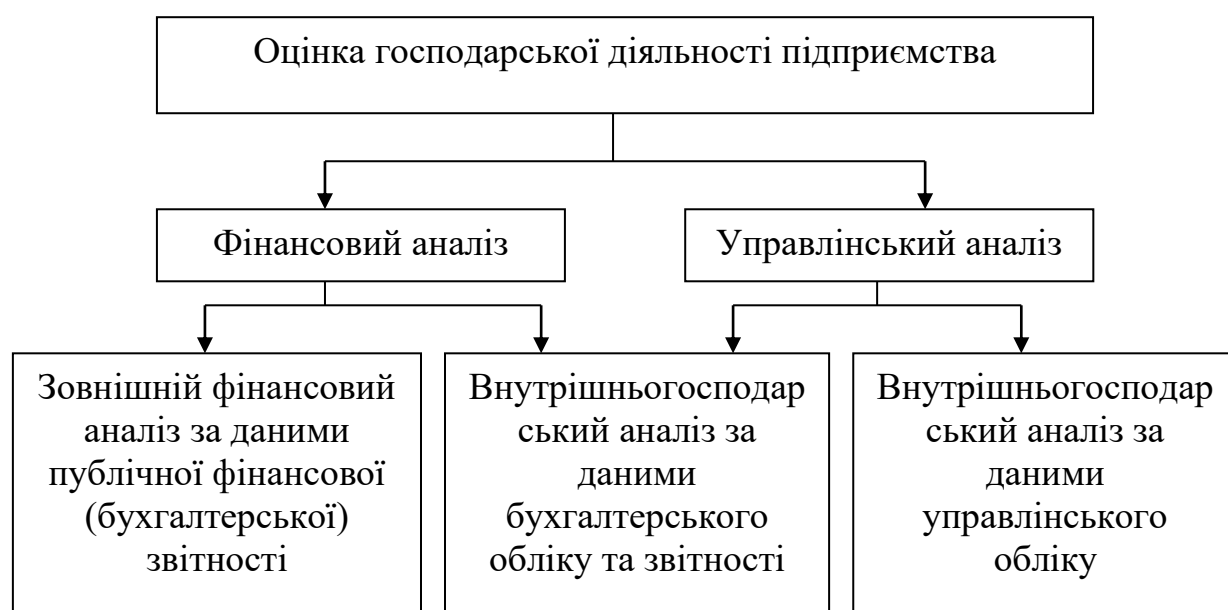 Оцінка господарської діяльності підприємства
Фінансовий аналіз
Управлінський аналіз
Зовнішній фінансовий
аналіз за даними
публічної фінансової
(бухгалтерської)
звітності
Внутрішньогосподар
ський аналіз за
даними
бухгалтерського
обліку та звітності
Внутрішньогосподар
ський аналіз за
даними
управлінського
обліку